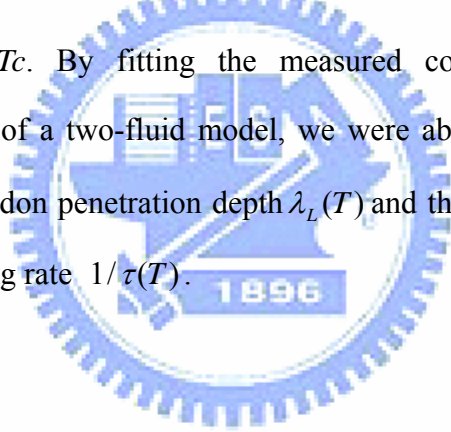 Tc. By fitting the measured co
of a two-fluid model, we were ab
don penetration depth λ_L(T) and th
g rate 1/τ(T).
1896